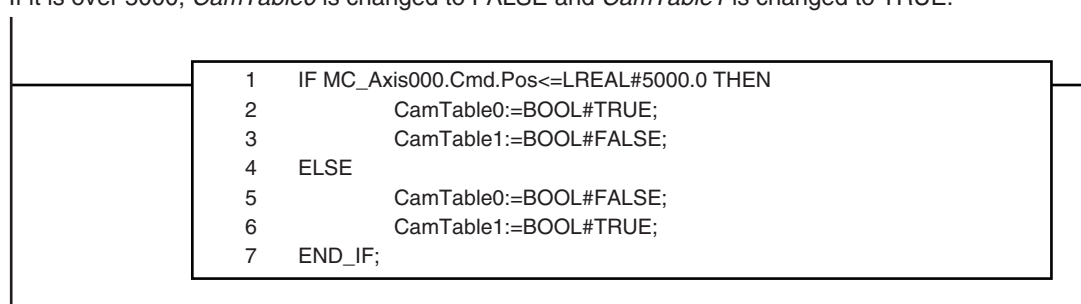 If it is over 5000, CamTable0 is changed to FALSE and CamTable1 is changed to TRUE.
1 IF MC_Axis000.Cmd.Pos<=LREAL#5000.0 THEN
2 CamTable0:=BOOL#TRUE;
3 CamTable1:=BOOL#FALSE;
4 ELSE
5 CamTable0:=BOOL#FALSE;
6 CamTable1:=BOOL#TRUE;
7 END_IF;